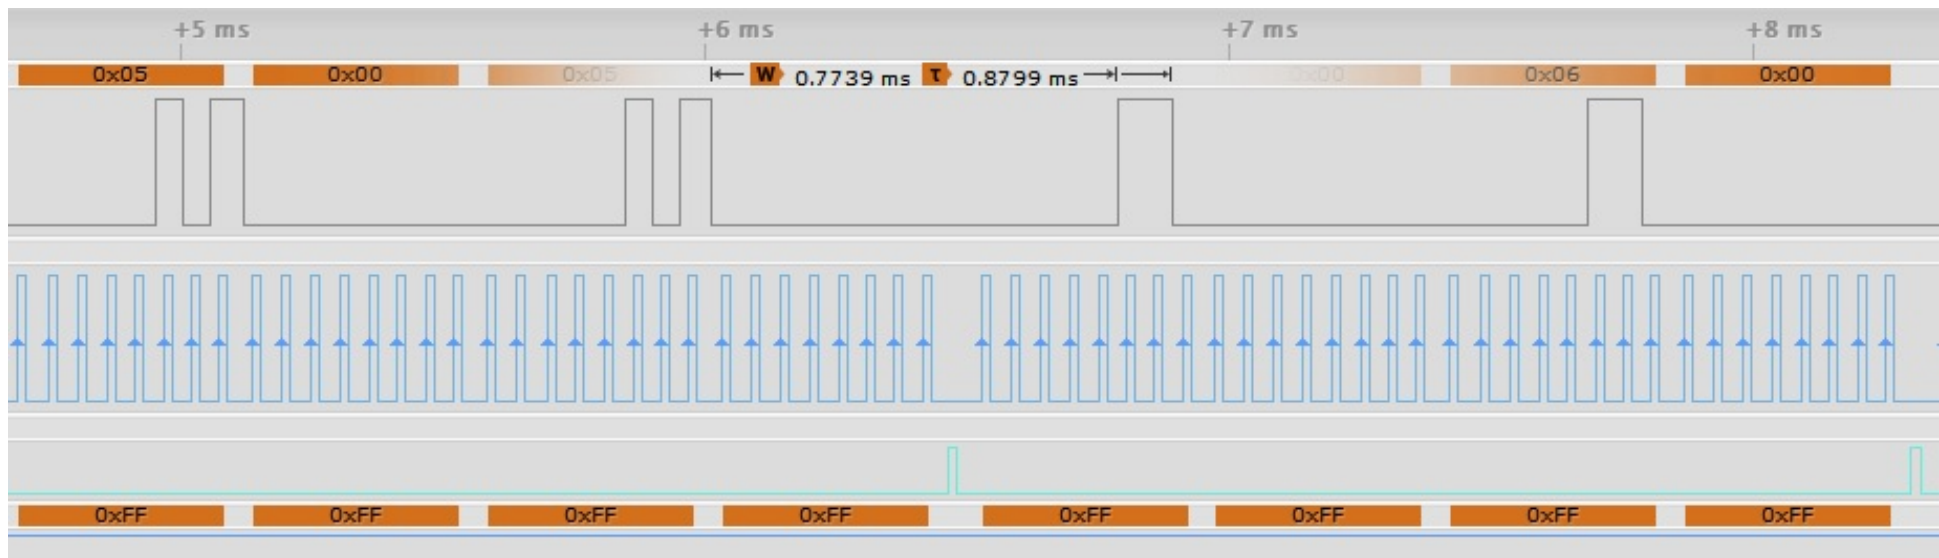 +5 ms +6 ms +7 ms +8 ms
0x05 0x00 0x05 W 0.7739 ms τ 0.8799 ms 0x00 0x06 0x00
0xFF 0xFF 0xFF 0xFF 0xFF 0xFF 0xFF 0xFF